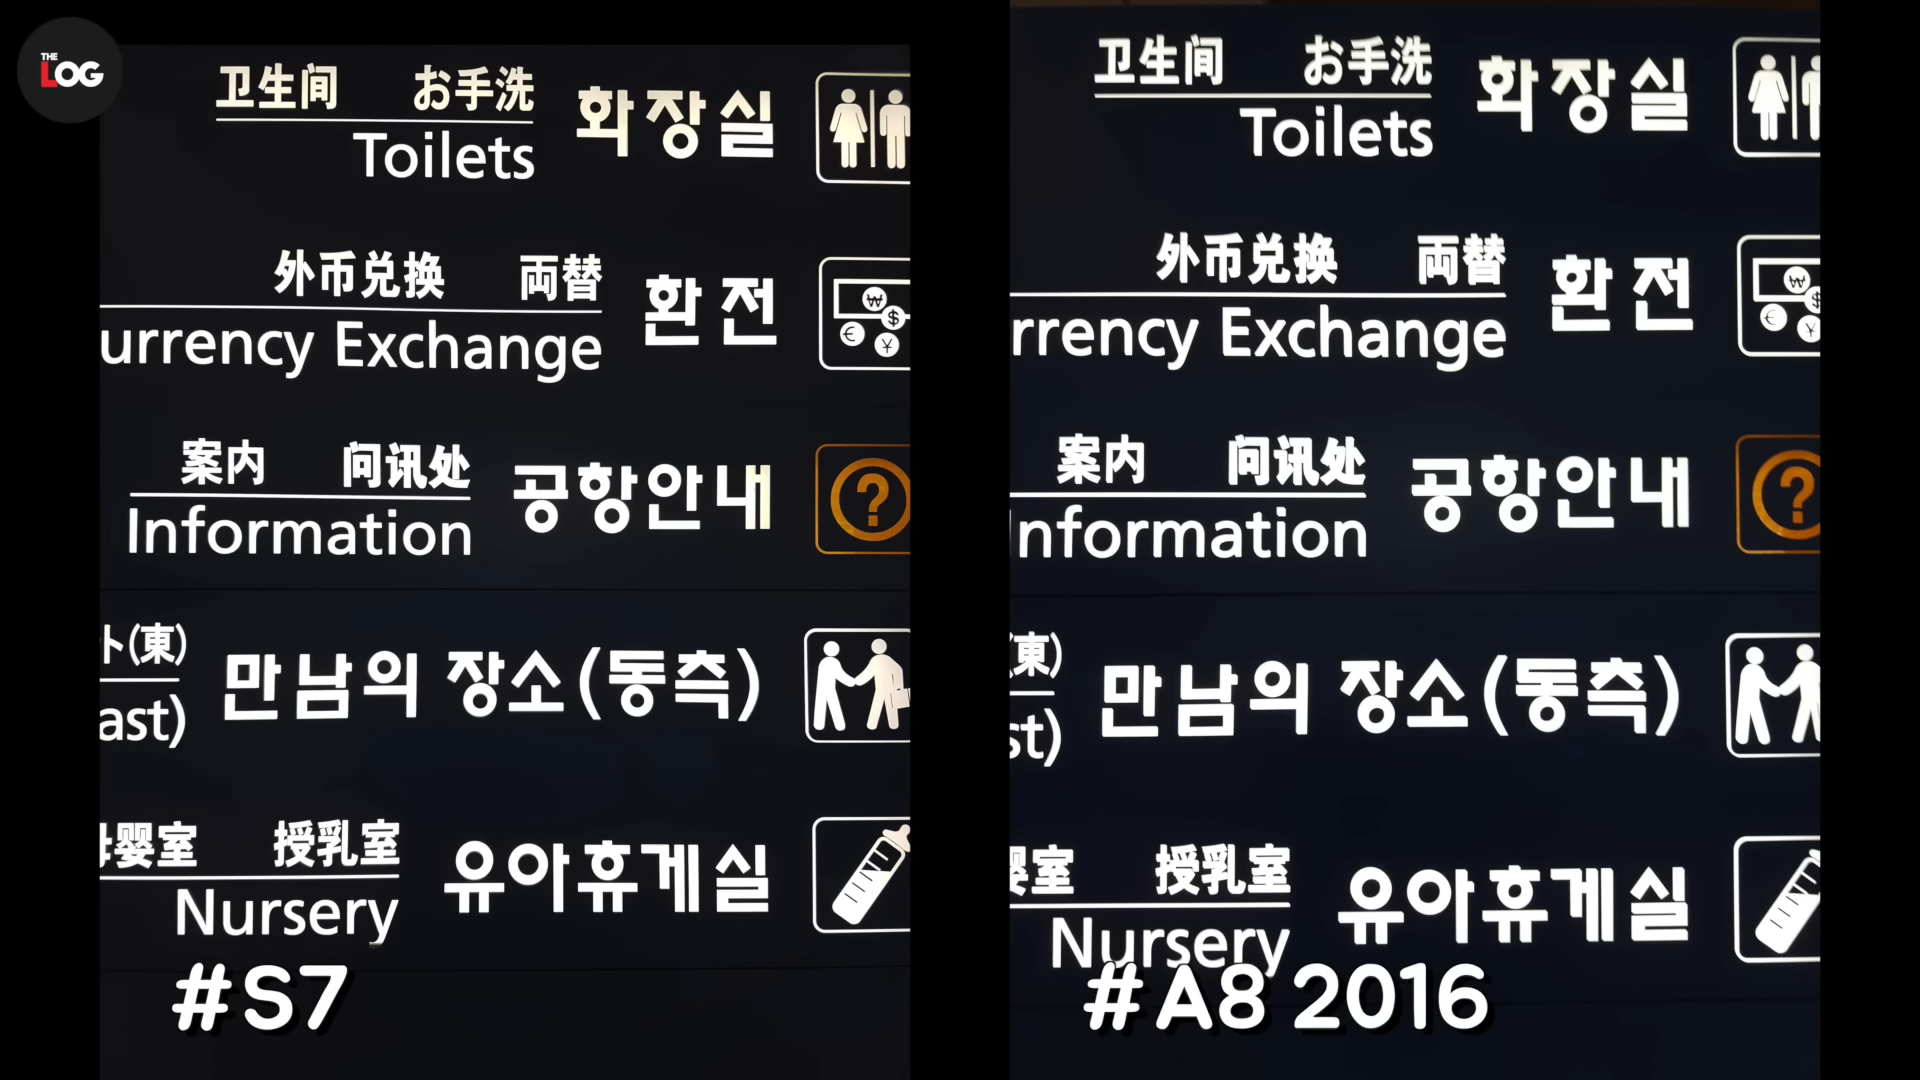 THE
LOG
卫生间 お手洗 화장실
Toilets
外币兑换 両替 환전
urrency Exchange
案内 问讯处 공항안내
?
Information
ト(東) 만남의 장소(동측)
ast)
婴室 授乳室 유아휴게실
Nursery
#S7
卫生间 お手洗 화장실
Toilets
外币兑换 両替 환전
rrency Exchange
案内 问讯处 공항안내
?
nformation
(東) 만남의 장소(동측)
st)
室 授乳室 유아휴게실
Nursery
#A8 2016